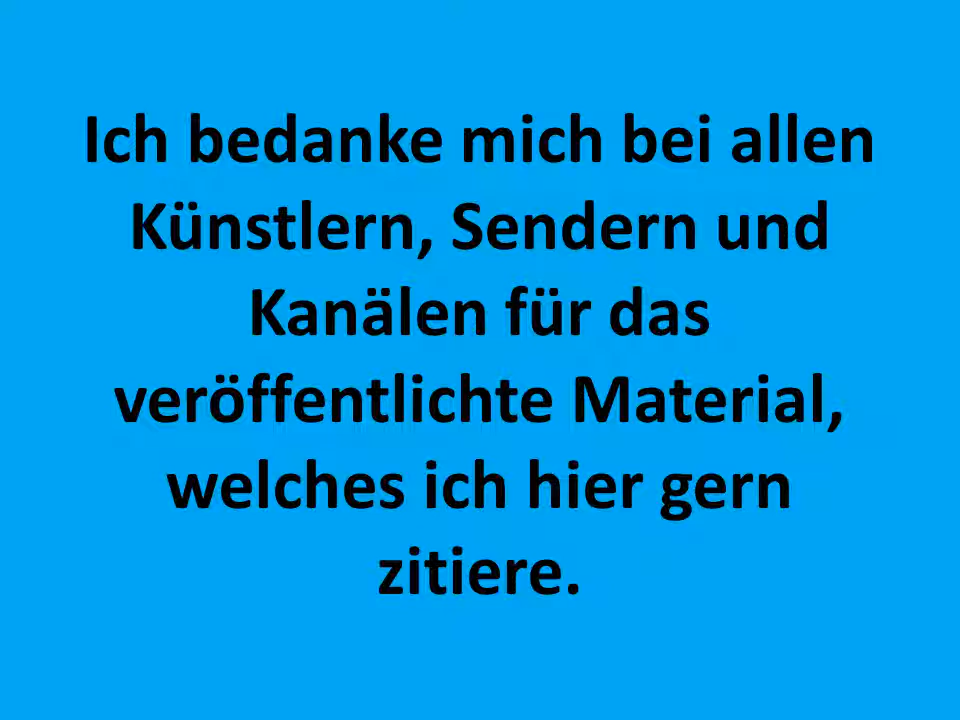 Ich bedanke mich bei allen
Künstlern, Sendern und
Kanälen für das
veröffentlichte Material,
welches ich hier gern
zitiere.